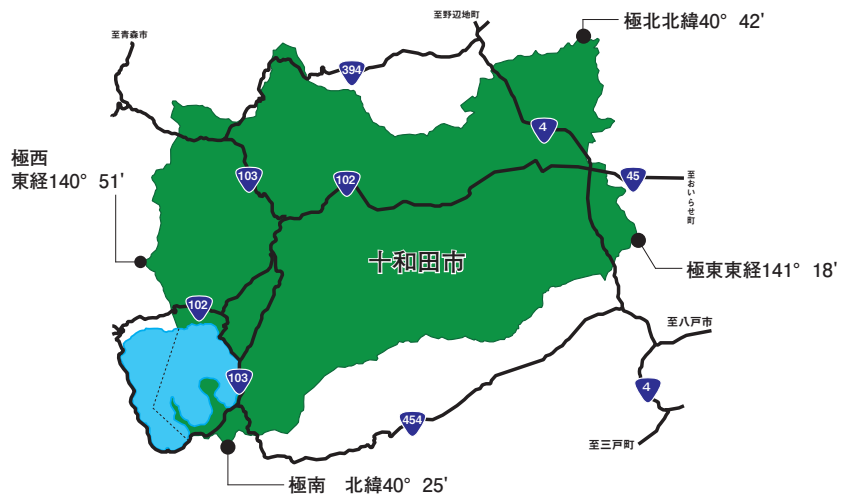 至野辺地町
極北北緯40° 42'
至青森市
394
4
極西
東経140° 51'
103
102
45
至おいらせ町
十和田市
極東東経141° 18'
102
至八戸市
103
4
454
至三戸町
極南　北緯40° 25'